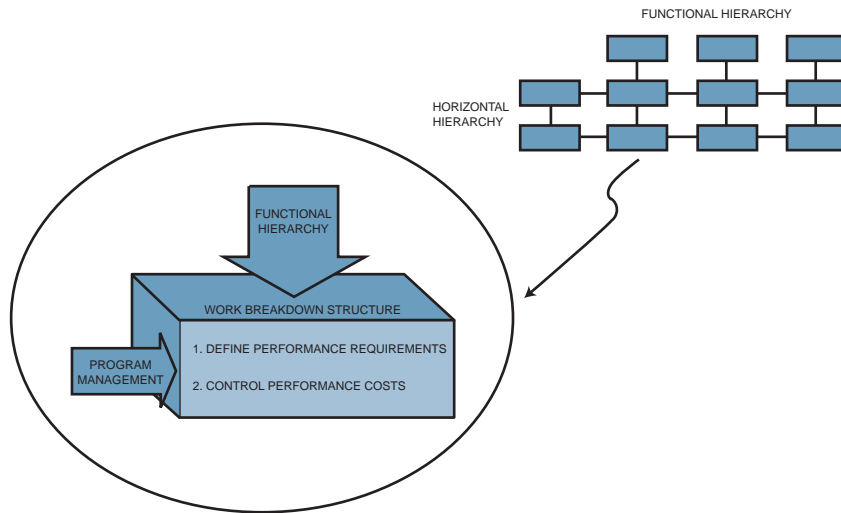 FUNCTIONAL HIERARCHY
HORIZONTAL
HIERARCHY
FUNCTIONAL
HIERARCHY
WORK BREAKDOWN STRUCTURE
1. DEFINE PERFORMANCE REQUIREMENTS
PROGRAM
MANAGEMENT
2. CONTROL PERFORMANCE COSTS